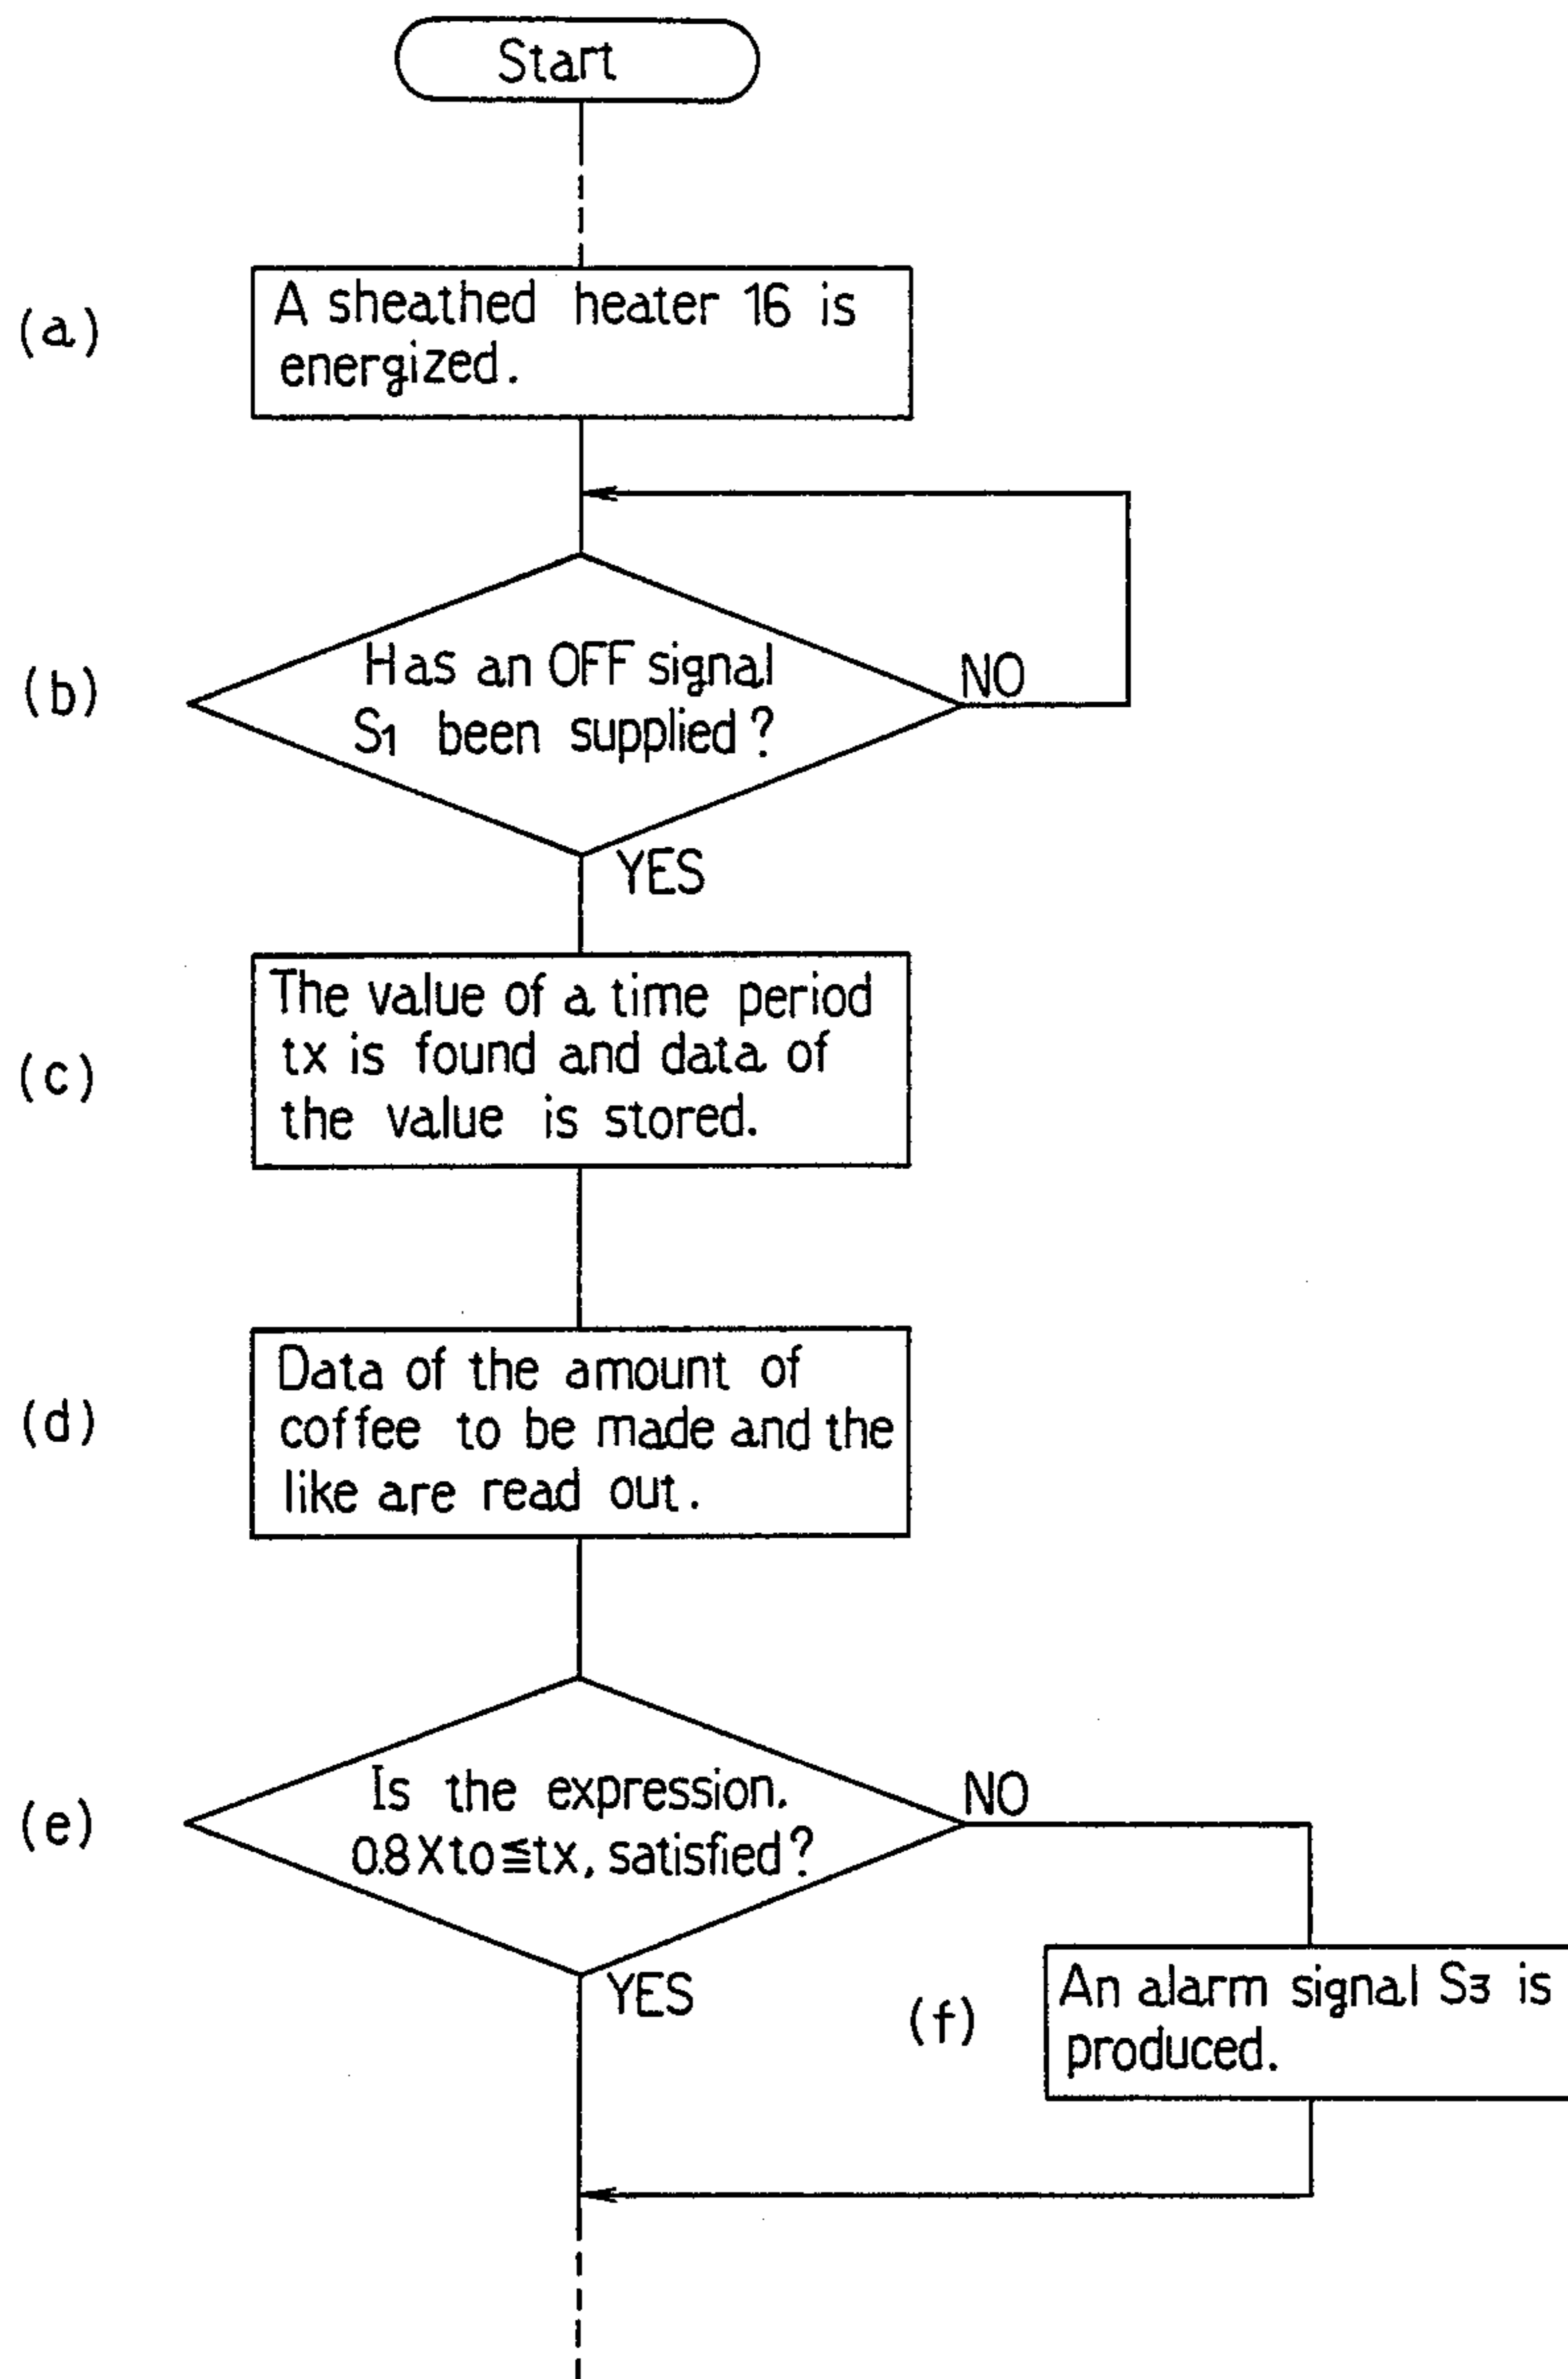 Start
(a)
A sheathed heater 16 is
energized.
(b)
Has an OFF signal
S1 been supplied?
NO
YES
(c)
The value of a time period
tx is found and data of
the value is stored.
(d)
Data of the amount of
coffee to be made and the
like are read out.
(e)
Is the expression.
0.8Xto≦tx, satisfied?
NO
YES
(f)
An alarm signal S3 is
produced.